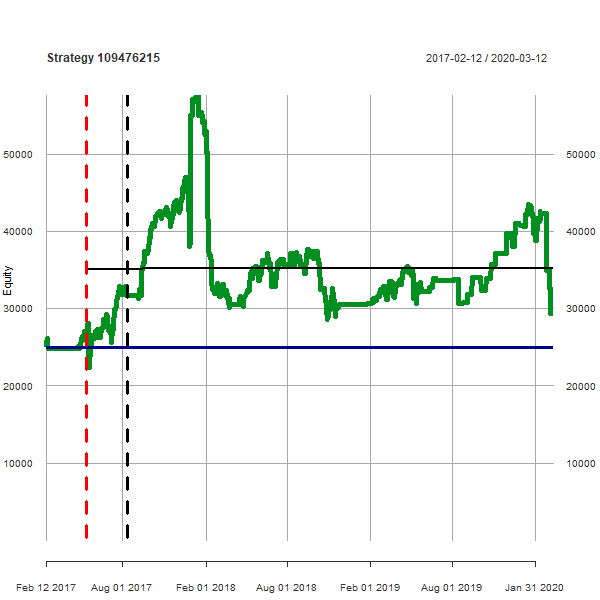 Strategy 109476215 2017-02-12 / 2020-03-12
50000 50000
40000 40000
Equity
30000 30000
20000 20000
10000 10000
Feb 12 2017 Aug 01 2017 Feb 01 2018 Aug 01 2018 Feb 01 2019 Aug 01 2019 Jan 31 2020